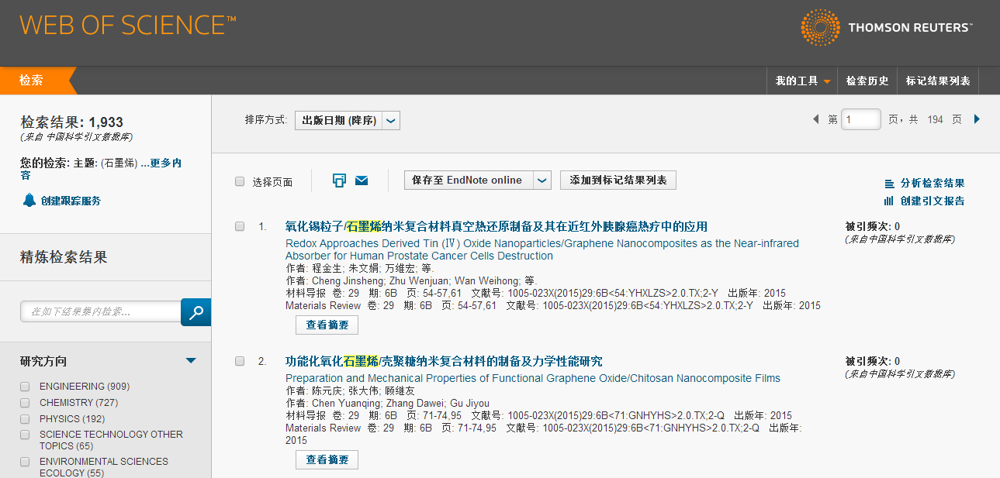 WEB OF SCIENCE™
THOMSON REUTERS™
检索
我的工具
检索历史
标记结果列表
检索结果: 1,933
(来自 中国科学引文数据库)
您的检索: 主题: (石墨烯) ...更多内
容
创建跟踪服务
精炼检索结果
在如下结果集内检索...
研究方向
ENGINEERING (909)
CHEMISTRY (727)
PHYSICS (192)
SCIENCE TECHNOLOGY OTHER
TOPICS (65)
ENVIRONMENTAL SCIENCES
ECOLOGY (55)
排序方式: 出版日期 (降序)
第 1 页，共 194 页
选择页面
保存至 EndNote online
添加到标记结果列表
分析检索结果
创建引文报告
1. 氧化锡粒子/石墨烯纳米复合材料真空热还原制备及其在近红外胰腺癌热疗中的应用
Redox Approaches Derived Tin (Ⅳ) Oxide Nanoparticles/Graphene Nanocomposites as the Near-infrared
Absorber for Human Prostate Cancer Cells Destruction
作者: 程金生; 朱文娟; 万维宏; 等.
作者: Cheng Jinsheng; Zhu Wenjuan; Wan Weihong; 等.
材料导报 卷: 29 期: 6B 页: 54-57,61 文献号: 1005-023X(2015)29:6B<54:YHXLZS>2.0.TX;2-Y 出版年: 2015
Materials Review 卷: 29 期: 6B 页: 54-57,61 文献号: 1005-023X(2015)29:6B<54:YHXLZS>2.0.TX;2-Y 出版年: 2015
查看摘要
被引频次: 0
(来自中国科学引文数据库)
2. 功能化氧化石墨烯/壳聚糖纳米复合材料的制备及力学性能研究
Preparation and Mechanical Properties of Functional Graphene Oxide/Chitosan Nanocomposite Films
作者: 陈元庆; 张大伟; 顾继友
作者: Chen Yuanqing; Zhang Dawei; Gu Jiyou
材料导报 卷: 29 期: 6B 页: 71-74,95 文献号: 1005-023X(2015)29:6B<71:GNHYHS>2.0.TX;2-Q 出版年: 2015
Materials Review 卷: 29 期: 6B 页: 71-74,95 文献号: 1005-023X(2015)29:6B<71:GNHYHS>2.0.TX;2-Q 出版年:
2015
查看摘要
被引频次: 0
(来自中国科学引文数据库)